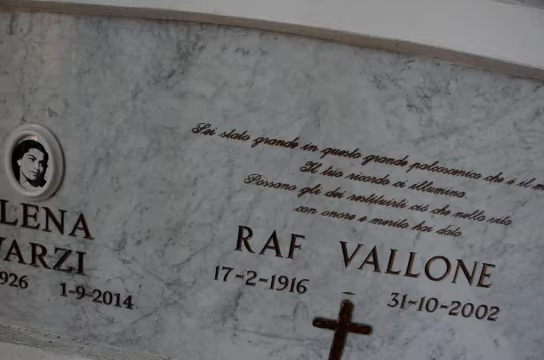 Sei stato grande in questo grande palcoscenico che è il m
Il tuo ricordo ci illumina.
Possano gli dei restituirti ciò che nella vita
con onore e merito hai dato.
LENA
VARZI
926 1-9-2014
RAF VALLONE
17-2-1916 - 31-10-2002